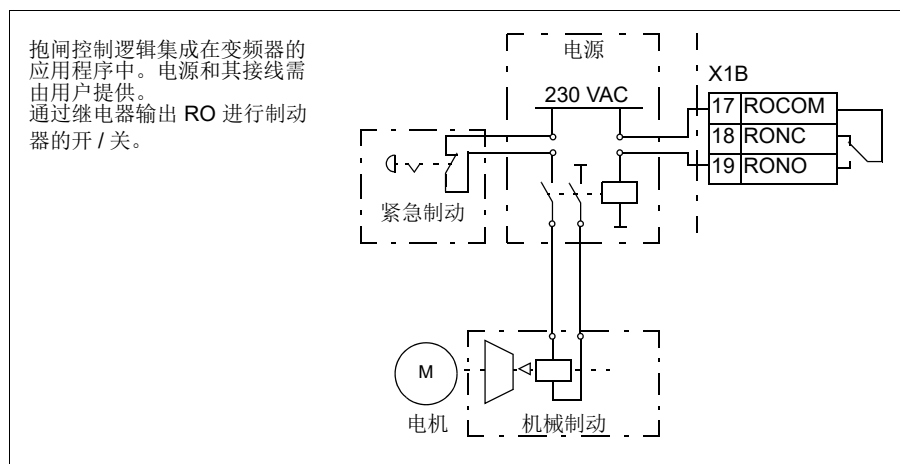 抱闸控制逻辑集成在变频器的
应用程序中。电源和其接线需
由用户提供。
通过继电器输出 RO 进行制动
器的开 / 关。
电源
230 VAC
X1B
17 ROCOM
18 RONC
19 RONO
紧急制动
M
电机
机械制动